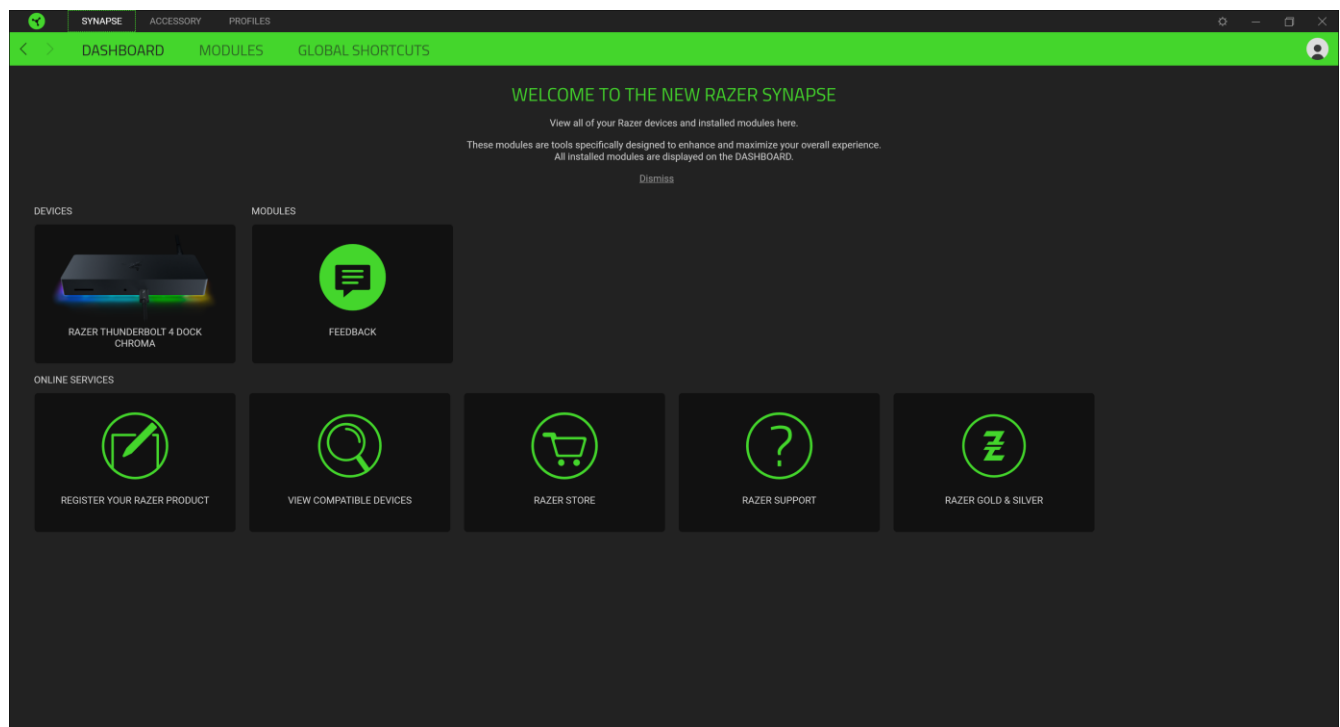 SYNAPSE ACCESSORY PROFILES
DASHBOARD MODULES GLOBAL SHORTCUTS
WELCOME TO THE NEW RAZER SYNAPSE
View all of your Razer devices and installed modules here.
These modules are tools specifically designed to enhance and maximize your overall experience.
All installed modules are displayed on the DASHBOARD.
Dismiss
DEVICES MODULES
RAZER THUNDERBOLT 4 DOCK
CHROMA
FEEDBACK
ONLINE SERVICES
REGISTER YOUR RAZER PRODUCT
VIEW COMPATIBLE DEVICES
RAZER STORE
RAZER SUPPORT
RAZER GOLD & SILVER